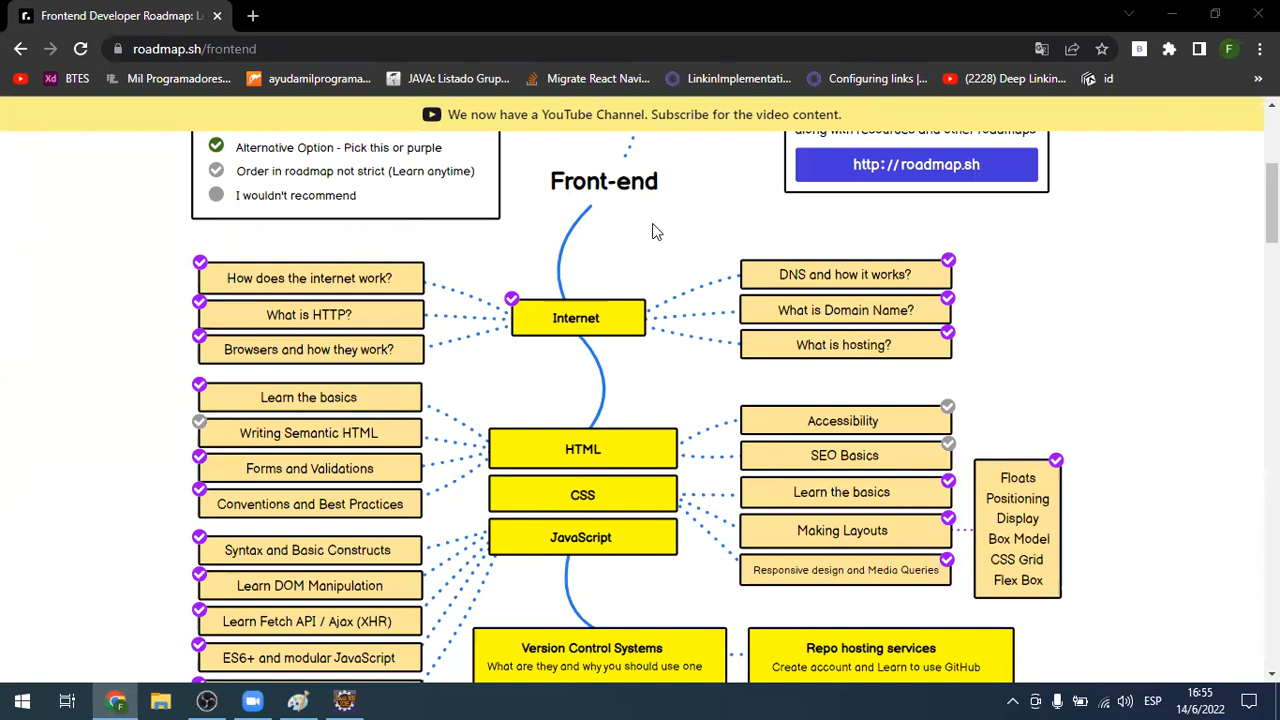 Frontend Developer Roadmap: L
roadmap.sh/frontend
F
Xd BTES
Mil Programadores...
ayudamilprograma...
JAVA: Listado Grup...
Migrate React Navi...
LinkinImplementati...
Configuring links |...
(2228) Deep Linkin...
id
»
We now have a YouTube Channel. Subscribe for the video content.
along with resources and other roadmaps
http://roadmap.sh
Alternative Option - Pick this or purple
Order in roadmap not strict (Learn anytime)
I wouldn't recommend
Front-end
How does the internet work?
What is HTTP?
Browsers and how they work?
Internet
DNS and how it works?
What is Domain Name?
What is hosting?
Learn the basics
Writing Semantic HTML
Forms and Validations
Conventions and Best Practices
HTML
CSS
JavaScript
Accessibility
SEO Basics
Learn the basics
Making Layouts
Responsive design and Media Queries
Floats
Positioning
Display
Box Model
CSS Grid
Flex Box
Syntax and Basic Constructs
Learn DOM Manipulation
Learn Fetch API / Ajax (XHR)
ES6+ and modular JavaScript
Version Control Systems
What are they and why you should use one
Repo hosting services
Create account and Learn to use GitHub
ESP
16:55
14/6/2022